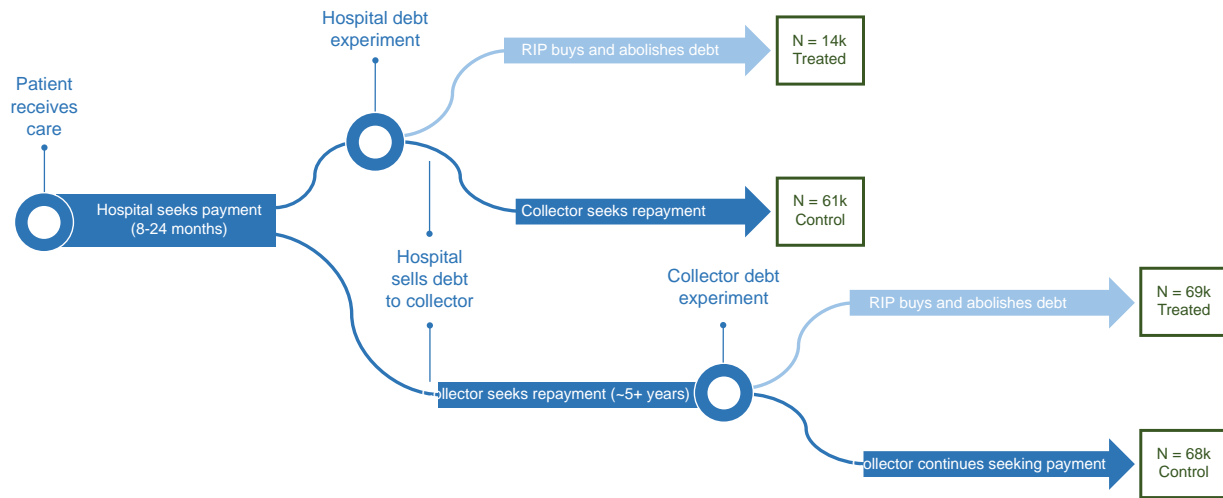 Hospital debt
experiment
RIP buys and abolishes debt
N = 14k
Treated
Patient
receives
care
Hospital seeks payment
(8-24 months)
Collector seeks repayment
N = 61k
Control
Hospital
sells debt
to collector
Collector debt
experiment
RIP buys and abolishes debt
N = 69k
Treated
Collector seeks repayment (~5+ years)
Collector continues seeking payment
N = 68k
Control